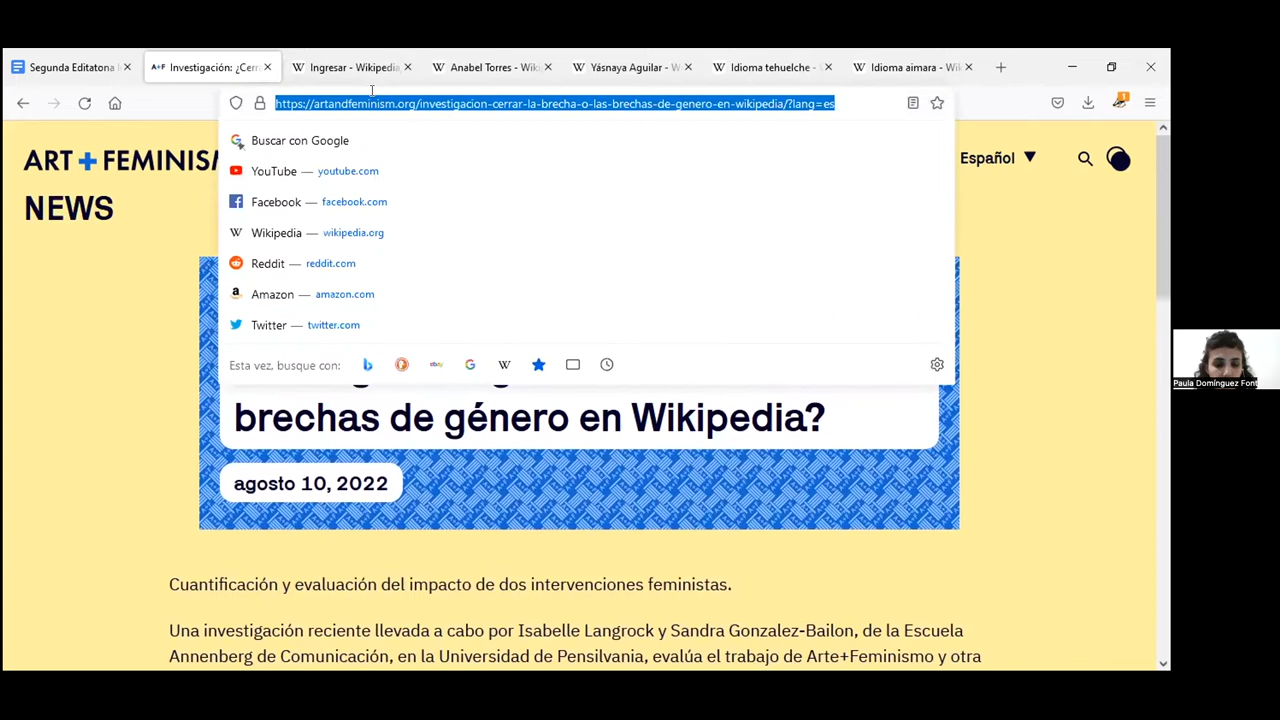 Segunda Editatona
Investigación: ¿Cerr
Ingresar - Wikipedia,
Anabel Torres - Wikipe
Yásnaya Aguilar - Wi
Idioma tehuelche - W
Idioma aimara - Wiki
https://artandfeminism.org/investigacion-cerrar-la-brecha-o-las-brechas-de-genero-en-wikipedia/?lang=es
Buscar con Google
YouTube — youtube.com
Facebook — facebook.com
Wikipedia — wikipedia.org
Reddit — reddit.com
Amazon — amazon.com
Twitter — twitter.com
Esta vez, busque con:
ART + FEMINISM
NEWS
Español
brechas de género en Wikipedia?
agosto 10, 2022
Cuantificación y evaluación del impacto de dos intervenciones feministas.
Una investigación reciente llevada a cabo por Isabelle Langrock y Sandra Gonzalez-Bailon, de la Escuela
Annenberg de Comunicación, en la Universidad de Pensilvania, evalúa el trabajo de Arte+Feminismo y otra
Paula Domínguez Font